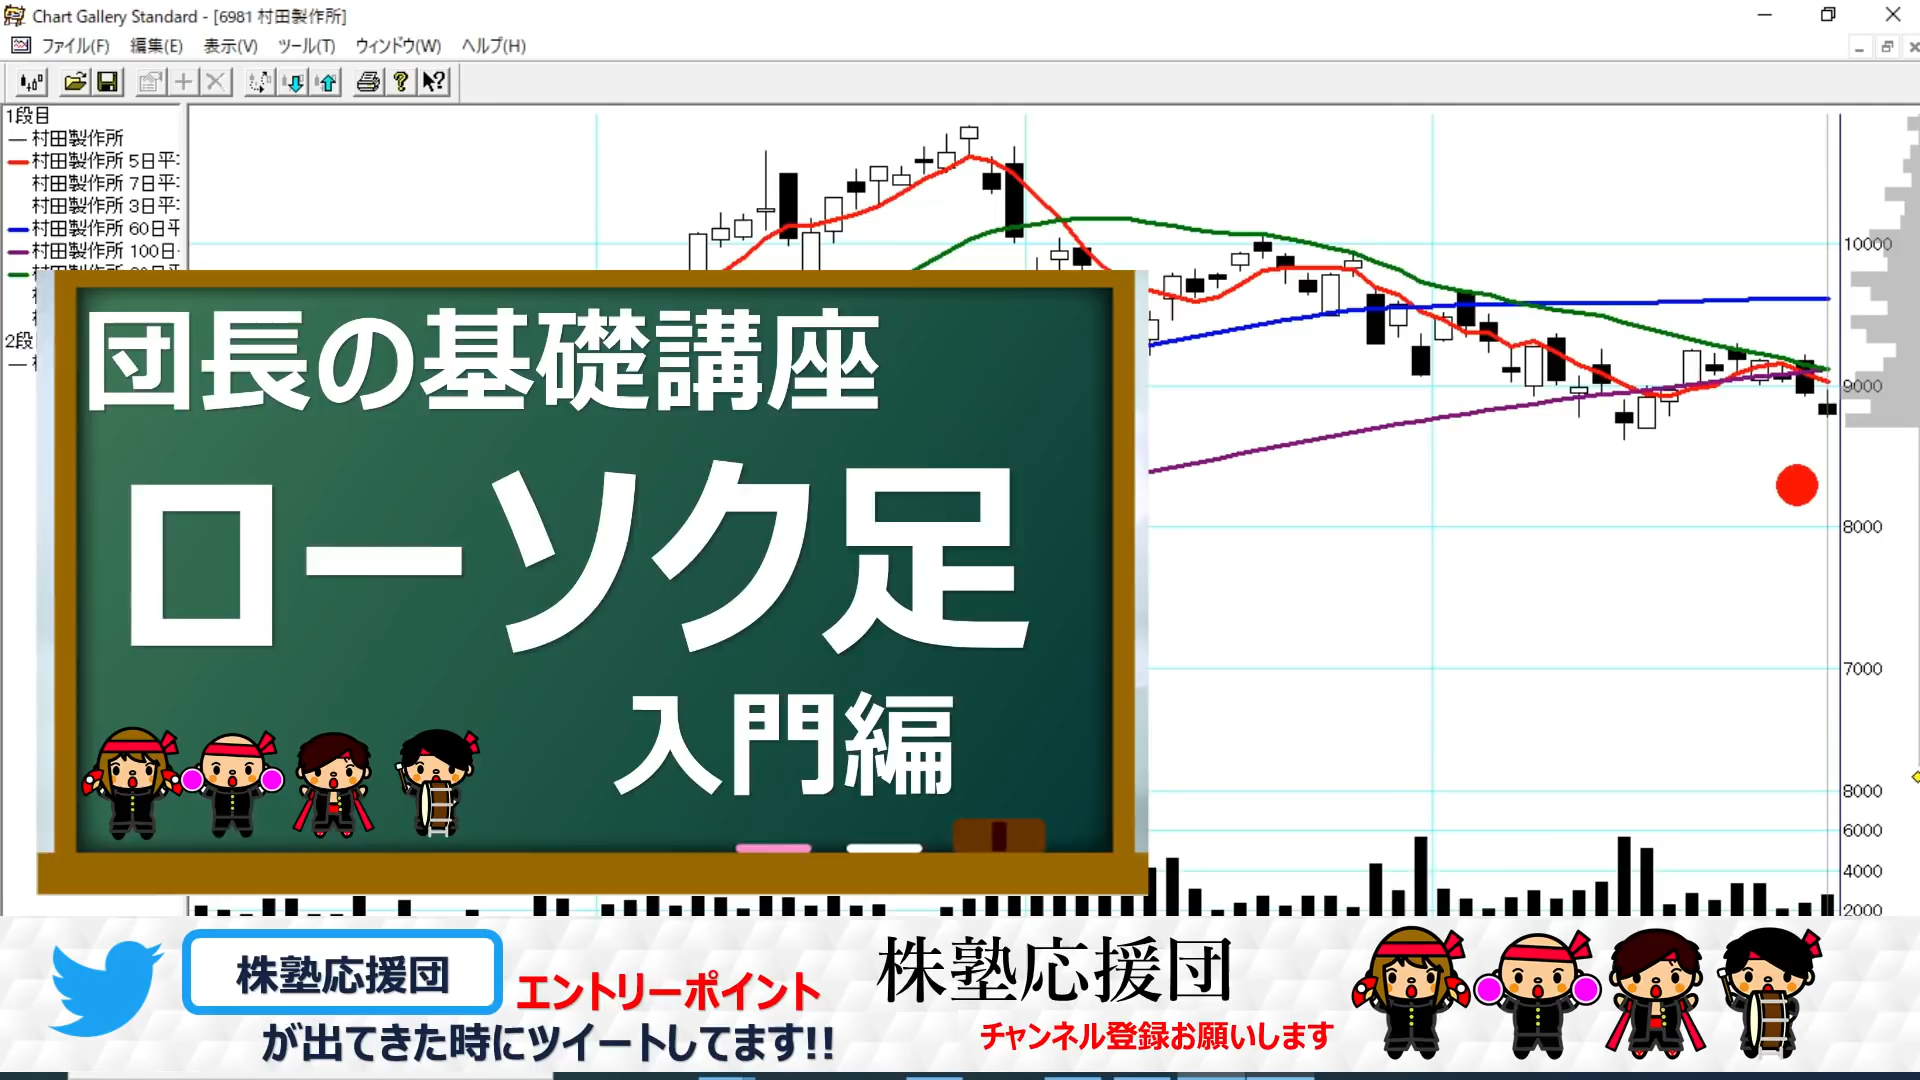 Chart Gallery Standard - [6981 村田製作所]
ファイル(F) 編集(E) 表示(V) ツール(T) ウィンドウ(W) ヘルプ(H)
1段目
村田製作所
村田製作所 5日平
村田製作所 7日平
村田製作所 3日平
村田製作所 60日平
村田製作所 100日
2段
10000
9000
8000
7000
8000
6000
4000
2000
団長の基礎講座
ローソク足
入門編
株塾応援団
エントリーポイント
が出てきた時にツイートしてます!!
株塾応援団
チャンネル登録お願いします